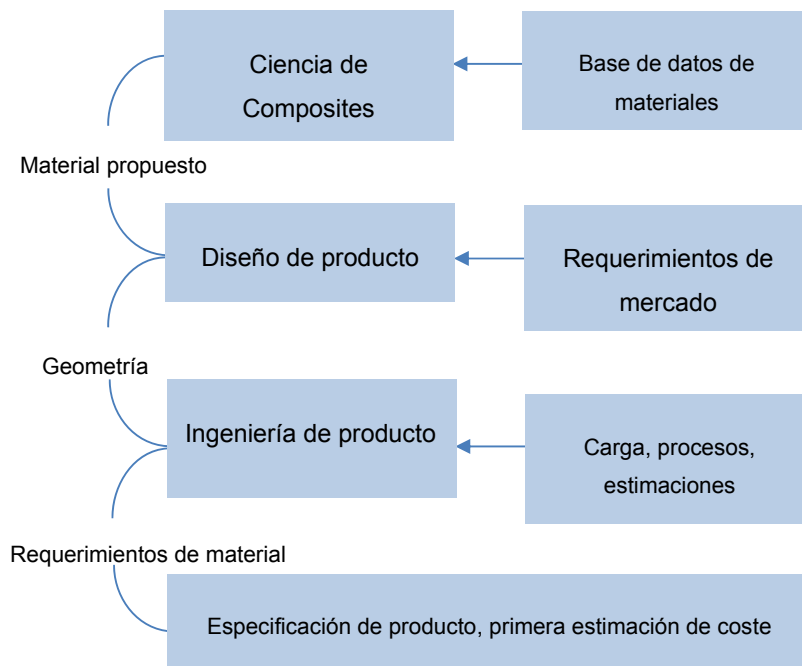 Ciencia de
Composites
Base de datos de
materiales
Material propuesto
Diseño de producto
Requerimientos de
mercado
Geometría
Ingeniería de producto
Carga, procesos,
estimaciones
Requerimientos de material
Especificación de producto, primera estimación de coste